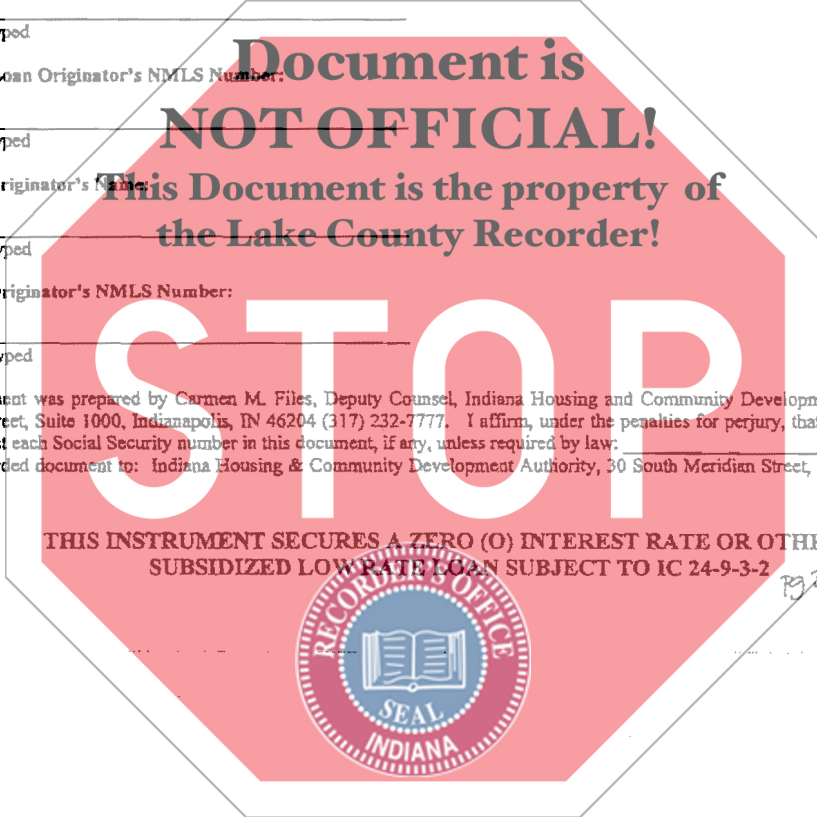 ped
oan Originator's NMLS Number:
Document is
NOT OFFICIAL!
ped
riginator's Name:
This Document is the property of
the Lake County Recorder!
ped
riginator's NMLS Number:
STOP
ped
ent was prepared by Carmen M. Files, Deputy Counsel, Indiana Housing and Community Developm
eet, Suite 1000, Indianapolis, IN 46204 (317) 232-7777. I affirm, under the penalties for perjury, that
t each Social Security number in this document, if any, unless required by law:
ded document to: Indiana Housing & Community Development Authority, 30 South Meridian Street,
THIS INSTRUMENT SECURES A ZERO (O) INTEREST RATE OR OTHE
SUBSIDIZED LOW RATE LOAN SUBJECT TO IC 24-9-3-2
RECORDER'S OFFICE
SEAL
INDIANA